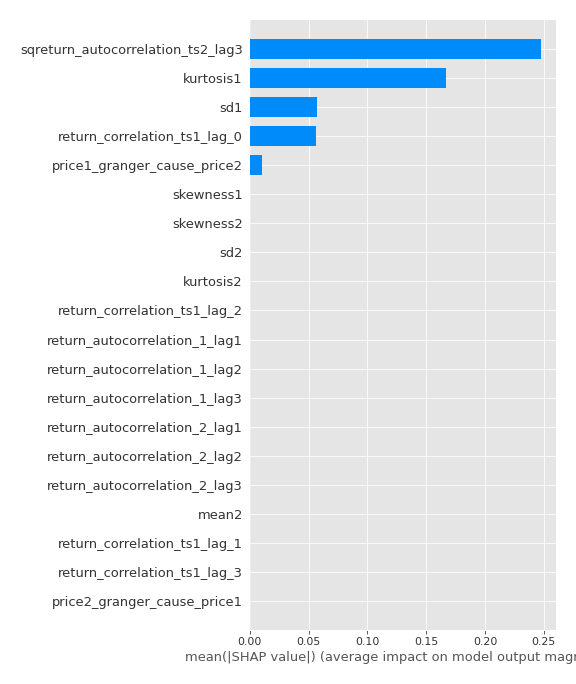 sqreturn_autocorrelation_ts2_lag3
kurtosis1
sd1
return_correlation_ts1_lag_0
price1_granger_cause_price2
skewness1
skewness2
sd2
kurtosis2
return_correlation_ts1_lag_2
return_autocorrelation_1_lag1
return_autocorrelation_1_lag2
return_autocorrelation_1_lag3
return_autocorrelation_2_lag1
return_autocorrelation_2_lag2
return_autocorrelation_2_lag3
mean2
return_correlation_ts1_lag_1
return_correlation_ts1_lag_3
price2_granger_cause_price1
0.00 0.05 0.10 0.15 0.20 0.25
mean(|SHAP value|) (average impact on model output magn